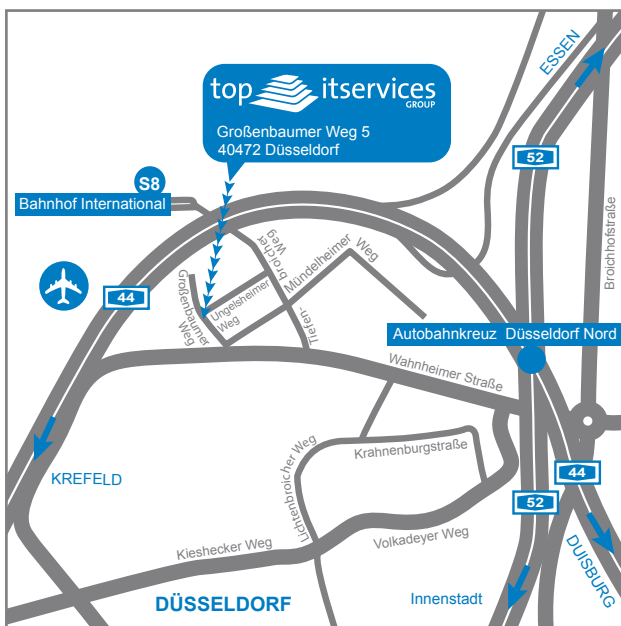 ESSEN
top itservices
GROUP
Großenbaumer Weg 5
40472 Düsseldorf
52
S8
Bahnhof International
Broichhofstraße
Tiefen-
broicher
Weg
Mündelheimer
Weg
Großenbaumer
Weg
Ungelsheimer
Weg
44
Autobahnkreuz Düsseldorf Nord
Wahnheimer Straße
Krahnenburgstraße
Lichtenbroicher Weg
KREFELD
44
52
Volkadeyer Weg
Kieshecker Weg
DUISBURG
DÜSSELDORF
Innenstadt